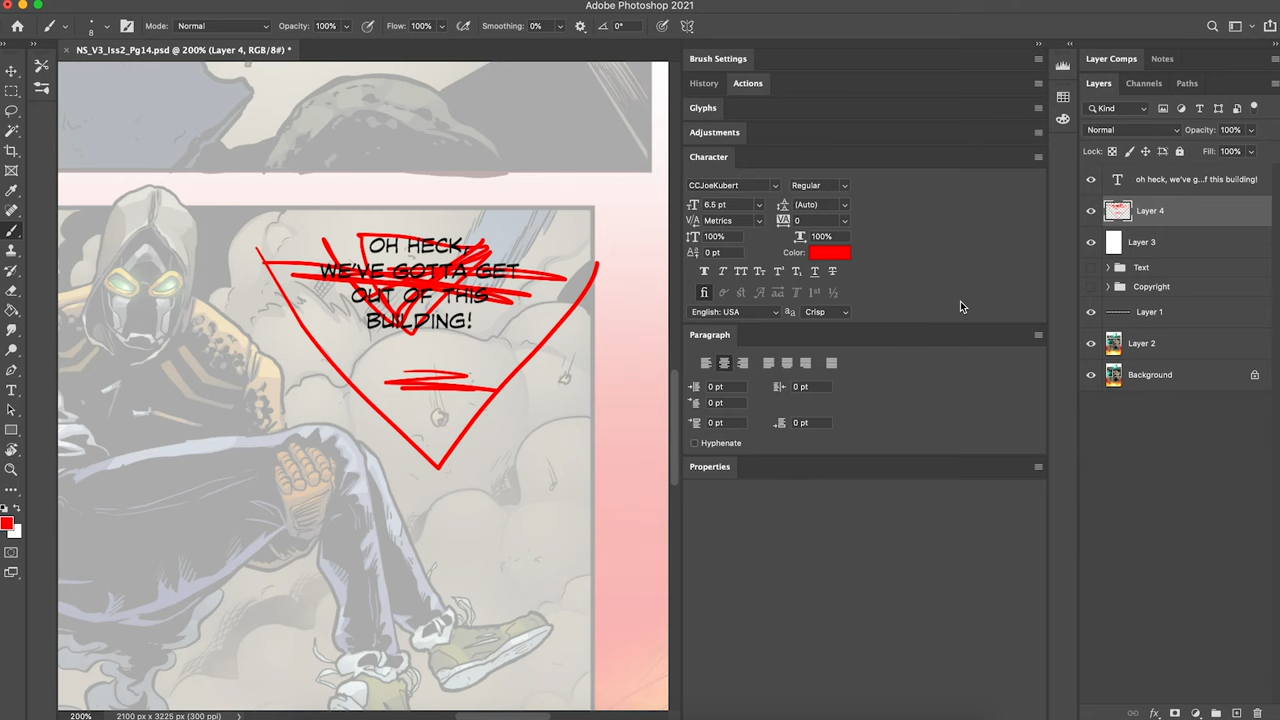 Adobe Photoshop 2021
8 Mode: Normal Opacity: 100% Flow: 100% Smoothing: 0% 0°
× NS_V3_Iss2_Pg14.psd @ 200% (Layer 4, RGB/8#) *
OH HECK,
WE'VE GOTTA GET
OUT OF THIS
BUILDING!
200% 2100 px x 3225 px (300 ppi)
Brush Settings
History Actions
Glyphs
Adjustments
Character
CCJoeKubert Regular
6.5 pt (Auto)
Metrics 0
100% 100%
0 pt Color:
English: USA Crisp
Paragraph
0 pt 0 pt
0 pt
0 pt 0 pt
Hyphenate
Properties
Layer Comps Notes
Layers Channels Paths
Kind
Normal Opacity: 100%
Lock: Fill: 100%
oh heck, we've g...f this building!
Layer 4
Layer 3
Text
Copyright
Layer 1
Layer 2
Background